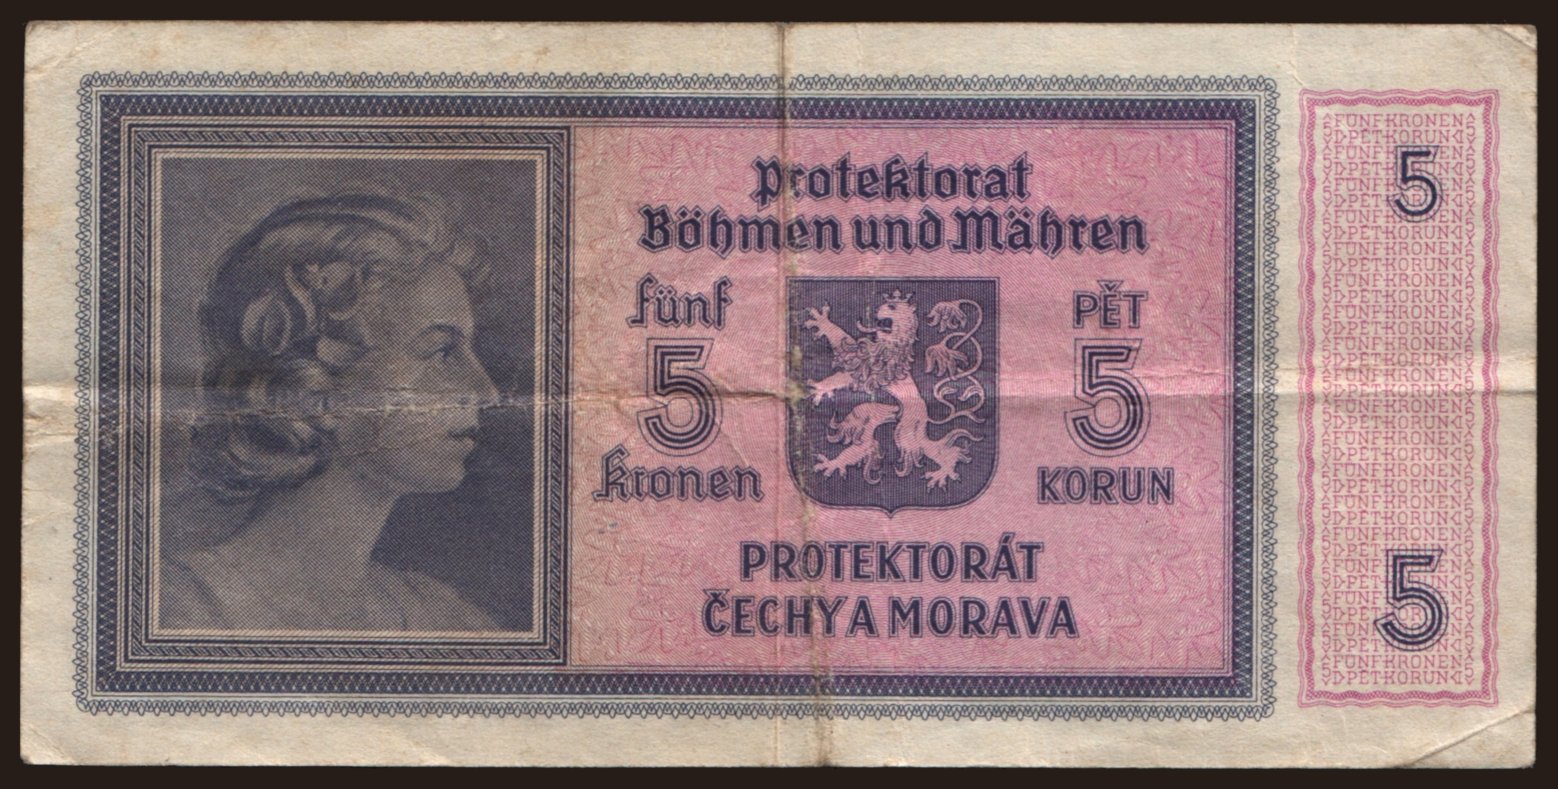 Protektorat
Böhmen und Mähren
fünf
5
Kronen
PĚT
5
KORUN
PROTEKTORÁT
ČECHY A MORAVA
5
5
FÜNF KRONEN
PĚT KORUN